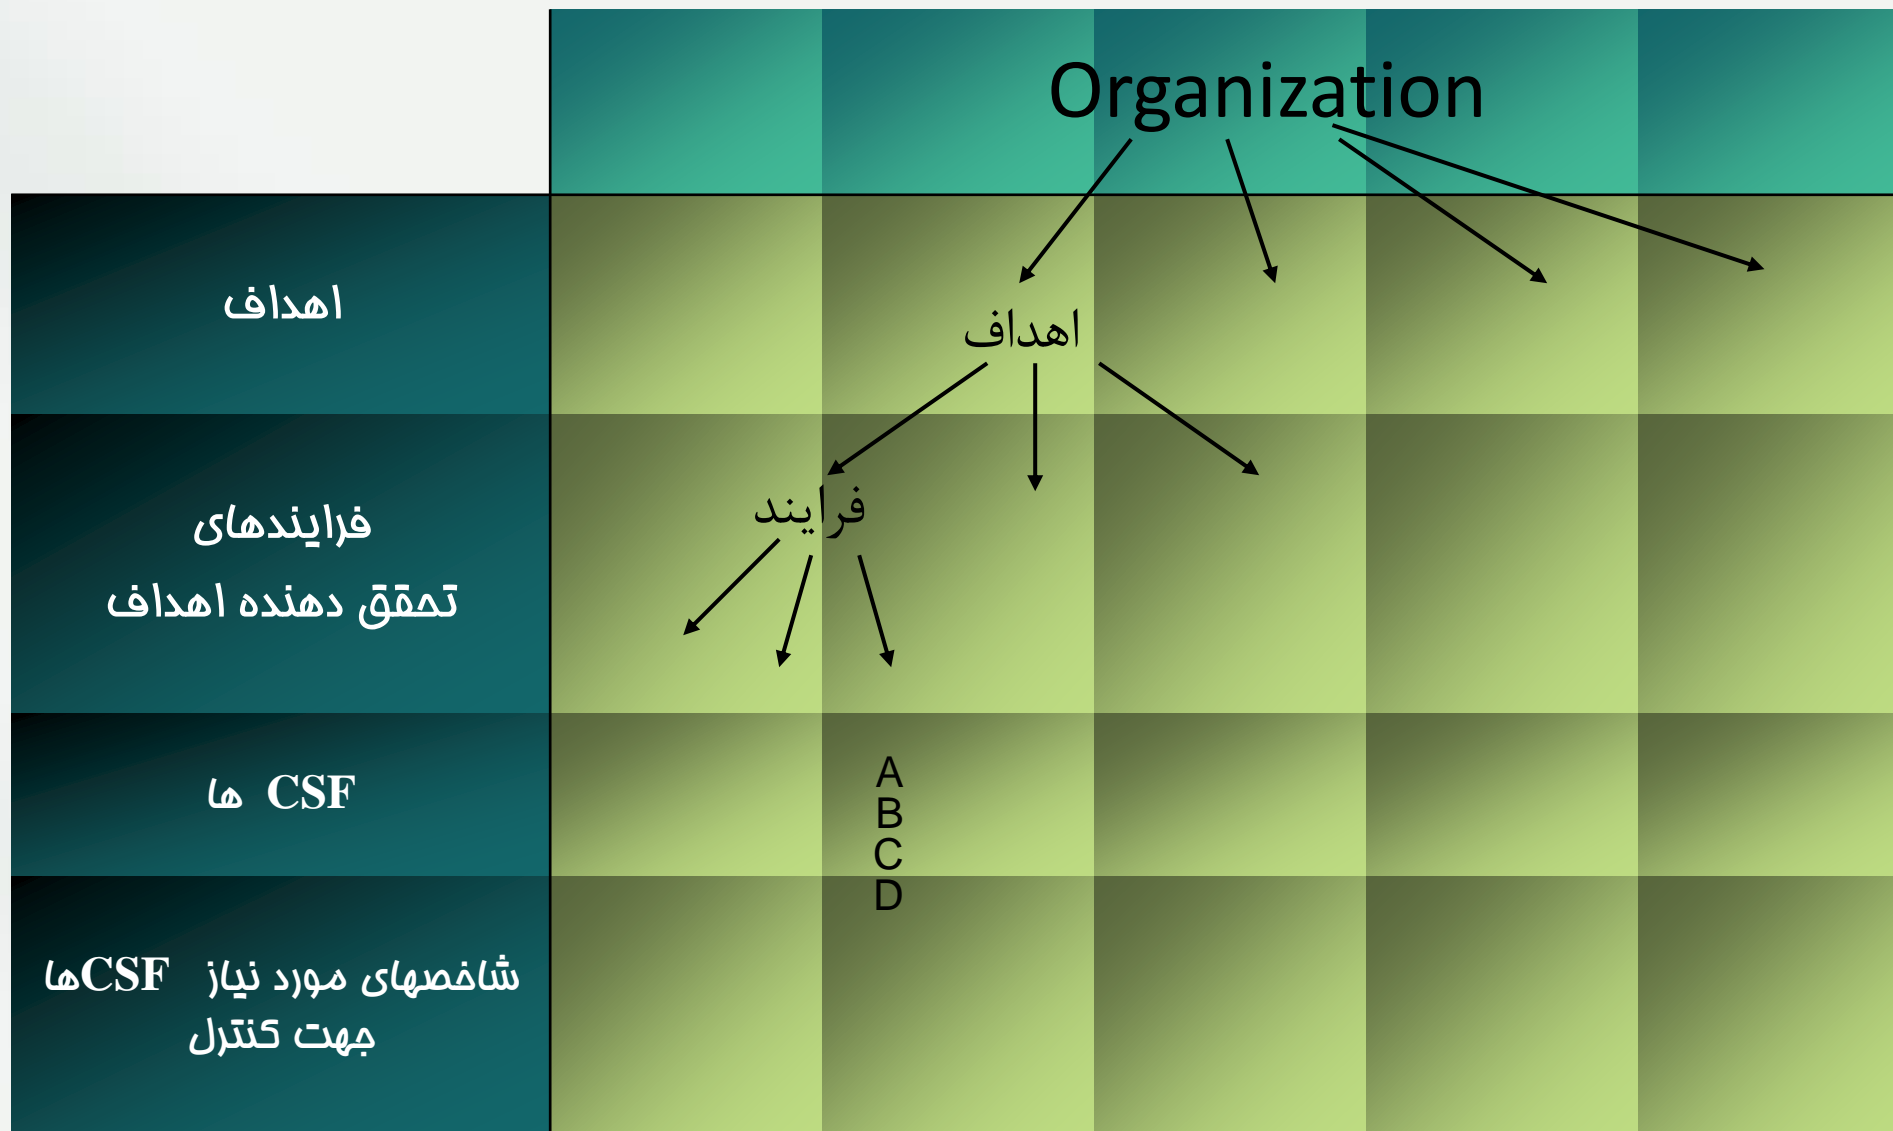 Organization
اهداف
اهداف
فرایندهای
تحقق دهنده اهداف
فرایند
CSF ها
A
B
C
D
شاخصهای مورد نیاز CSFها
جهت کنترل